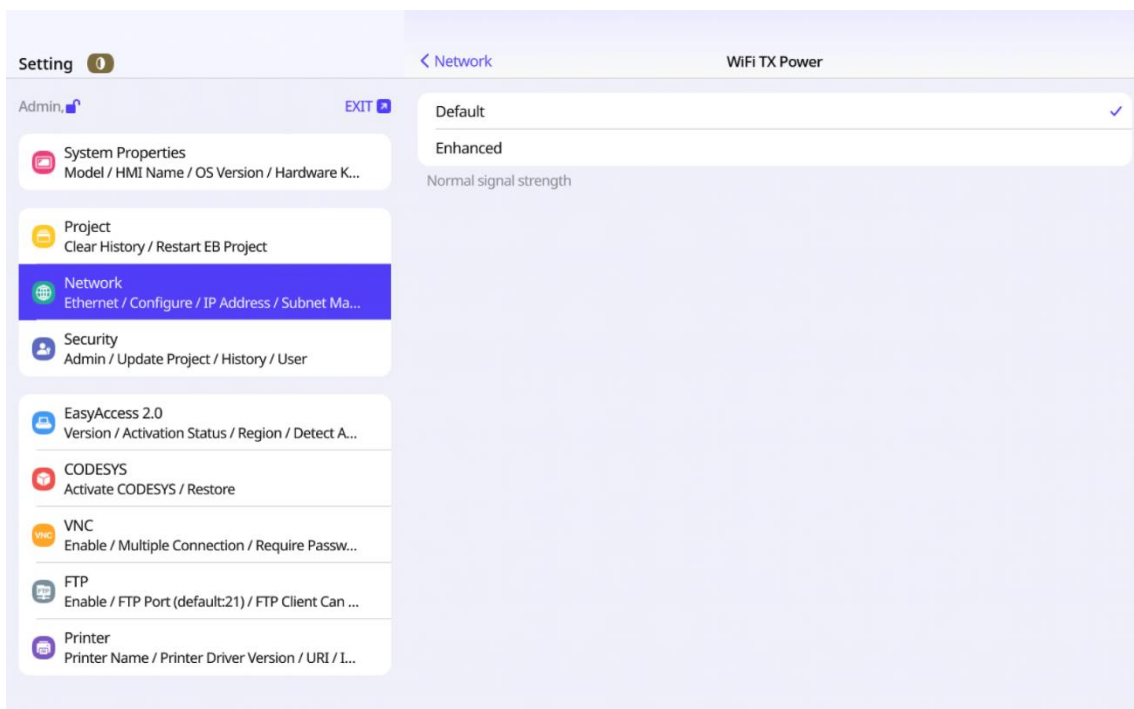 Setting
Admin,
EXIT
System Properties
Model / HMI Name / OS Version / Hardware K...
Project
Clear History / Restart EB Project
Network
Ethernet / Configure / IP Address / Subnet Ma...
Security
Admin / Update Project / History / User
EasyAccess 2.0
Version / Activation Status / Region / Detect A...
CODESYS
Activate CODESYS / Restore
VNC
VNC
Enable / Multiple Connection / Require Passw...
FTP
FTP
Enable / FTP Port (default:21) / FTP Client Can ...
Printer
Printer Name / Printer Driver Version / URI / I...
Network
WiFi TX Power
Default
Enhanced
Normal signal strength